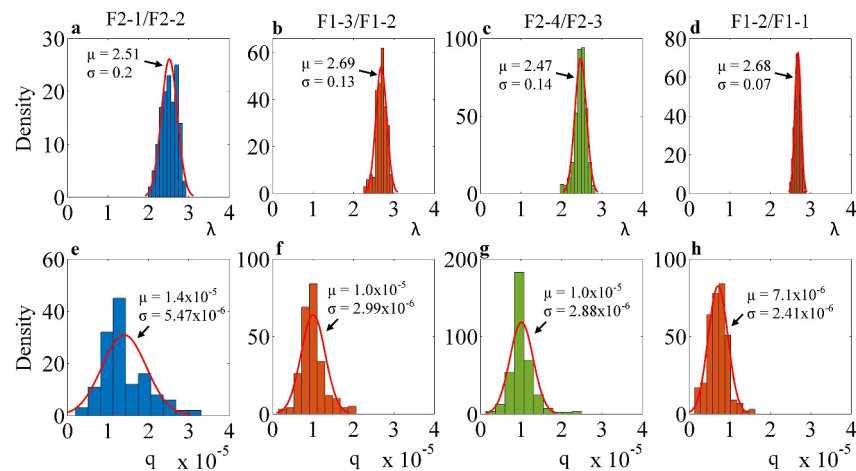 F2-1/F2-2
F1-3/F1-2
F2-4/F2-3
F1-2/F1-1
a
b
c
d
Density
30
20
10
0
μ = 2.51
σ = 0.2
0 1 2 3 4
λ
60
40
20
0
μ = 2.69
σ = 0.13
0 1 2 3 4
λ
100
50
0
μ = 2.47
σ = 0.14
0 1 2 3 4
λ
80
60
40
20
0
μ = 2.68
σ = 0.07
0 1 2 3 4
λ
e
f
g
h
Density
60
40
20
0
μ = 1.4x10-5
σ = 5.47x10-6
0 1 2 3 4
q x 10-5
100
50
0
μ = 1.0x10-5
σ = 2.99x10-6
0 1 2 3 4
q x 10-5
200
100
0
μ = 1.0x10-5
σ = 2.88x10-6
0 1 2 3 4
q x 10-5
100
50
0
μ = 7.1x10-6
σ = 2.41x10-6
0 1 2 3 4
q x 10-5